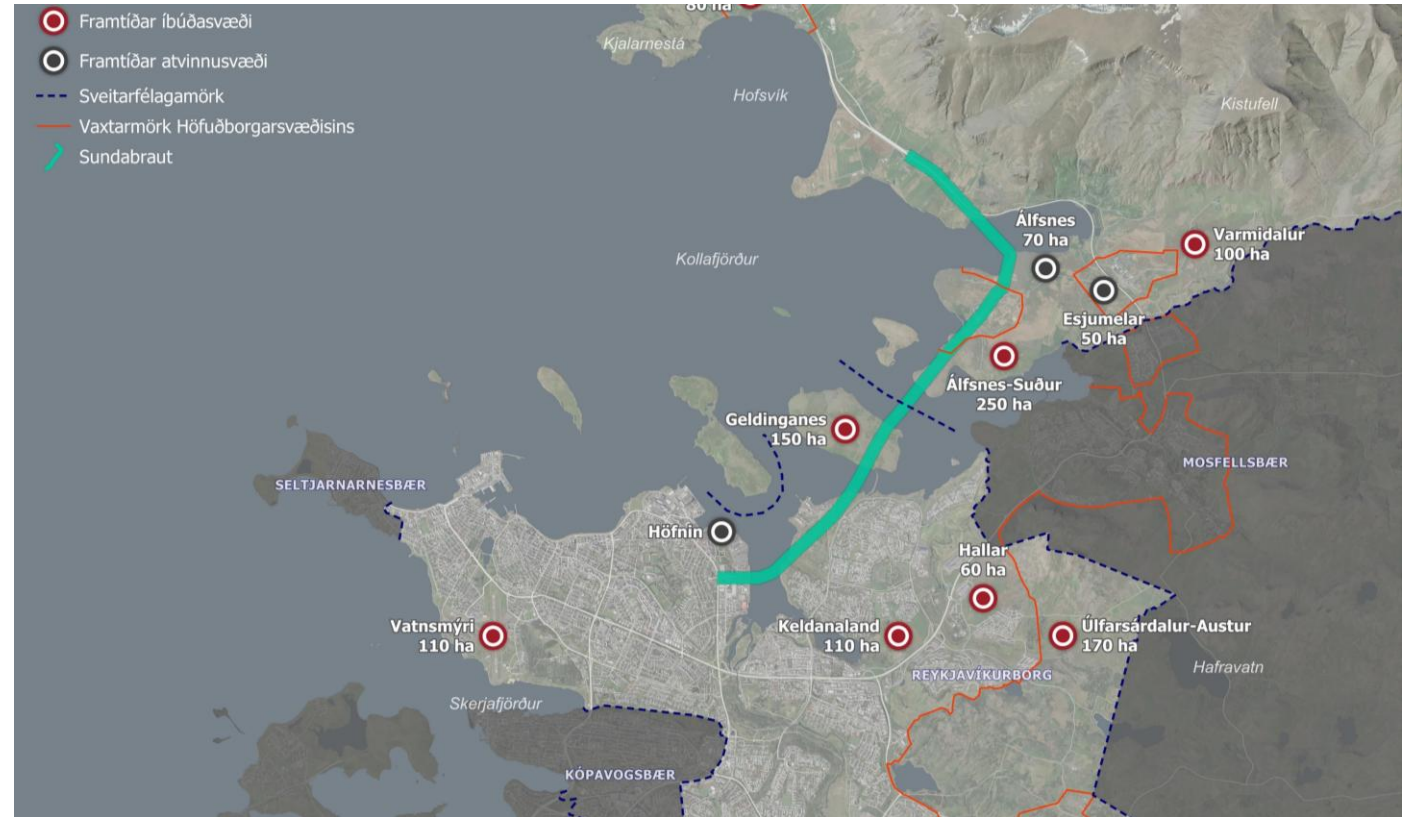 80 ha
Framtíðar íbúðasvæði
Framtíðar atvinnusvæði
Sveitarfélagamörk
Vaxtarmörk Höfuðborgarsvæðisins
Sundabraut
Kjalarnestá
Hofsvík
Kistufell
Kollafjörður
Álfsnes
70 ha
Varmidalur
100 ha
Esjumelar
50 ha
Álfsnes-Suður
250 ha
Geldinganes
150 ha
SELTJARNARNESBÆR
MOSFELLSBÆR
Höfnin
Hallar
60 ha
Vatnsmýri
110 ha
Keldanaland
110 ha
Úlfarsárdalur-Austur
170 ha
REYKJAVÍKURBORG
Hafravatn
Skerjafjörður
KÓPAVOGSBÆR